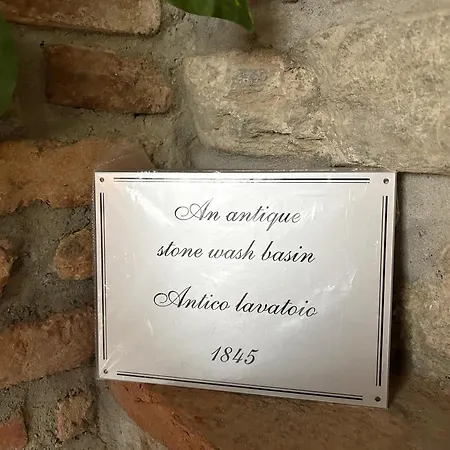 An antique
stone wash basin
Antico lavatoio
1845